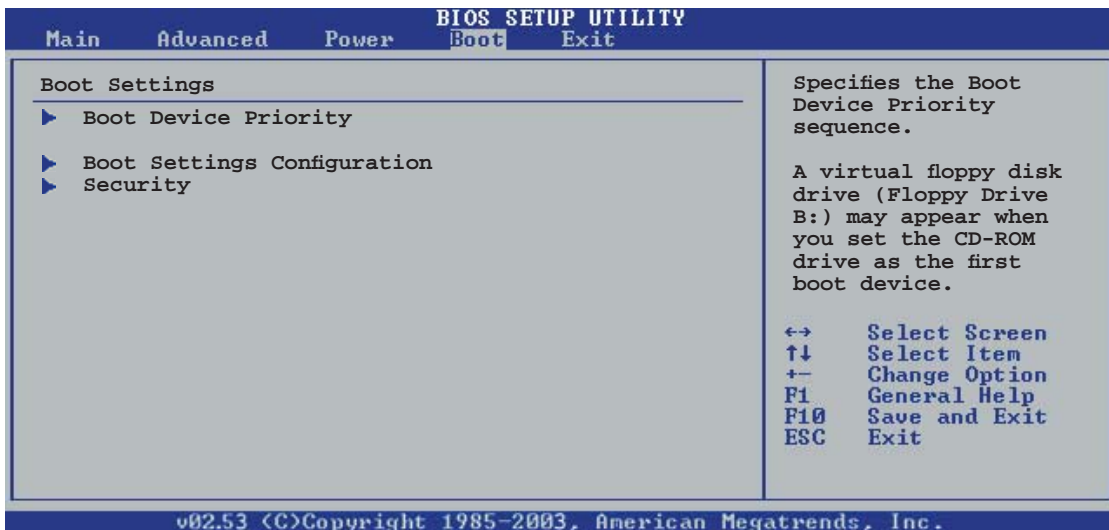 BIOS SETUP UTILITY
Main Advanced Power Boot Exit
Boot Settings
Boot Device Priority
Boot Settings Configuration
Security
Specifies the Boot
Device Priority
sequence.
A virtual floppy disk
drive (Floppy Drive
B:) may appear when
you set the CD-ROM
drive as the first
boot device.
←→ Select Screen
↑↓ Select Item
+− Change Option
F1 General Help
F10 Save and Exit
ESC Exit
v02.53 (C)Copyright 1985-2003, American Megatrends, Inc.